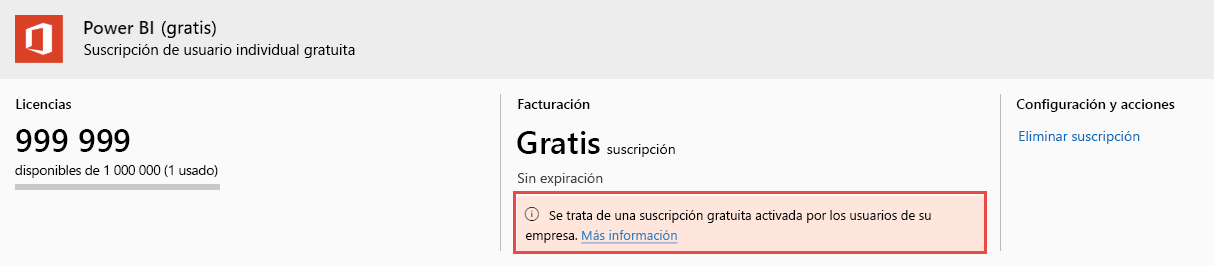 Power BI (gratis)
Suscripción de usuario individual gratuita
Licencias
999 999
disponibles de 1 000 000 (1 usado)
Facturación
Gratis suscripción
Sin expiración
Se trata de una suscripción gratuita activada por los usuarios de su
empresa. Más información
Configuración y acciones
Eliminar suscripción